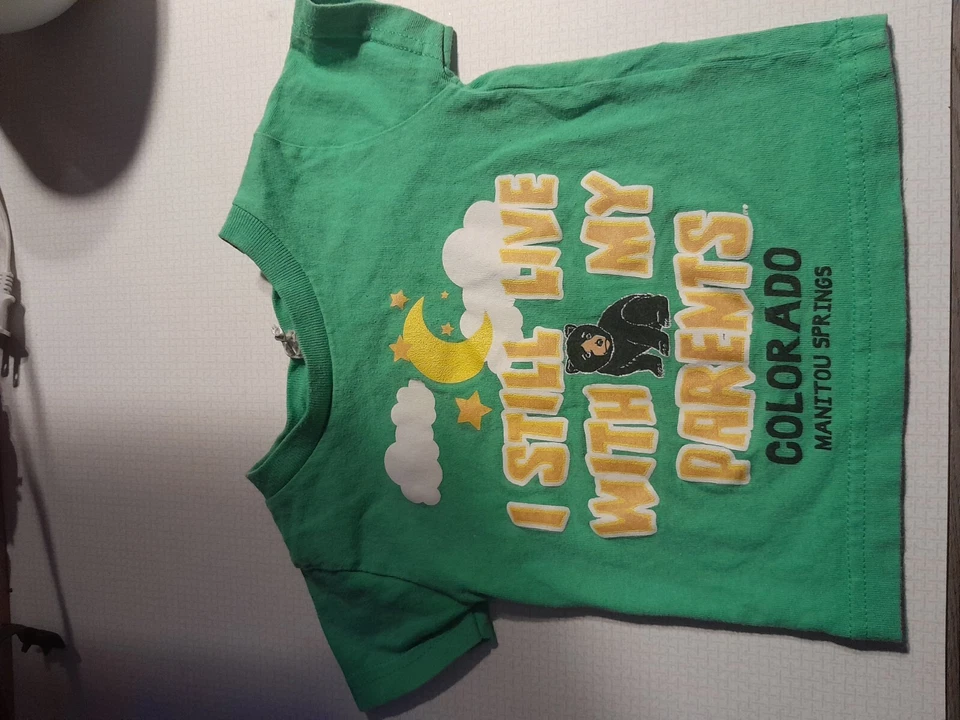 I STILL LIVE
WITH MY
PARENTS
COLORADO
MANITOU SPRINGS